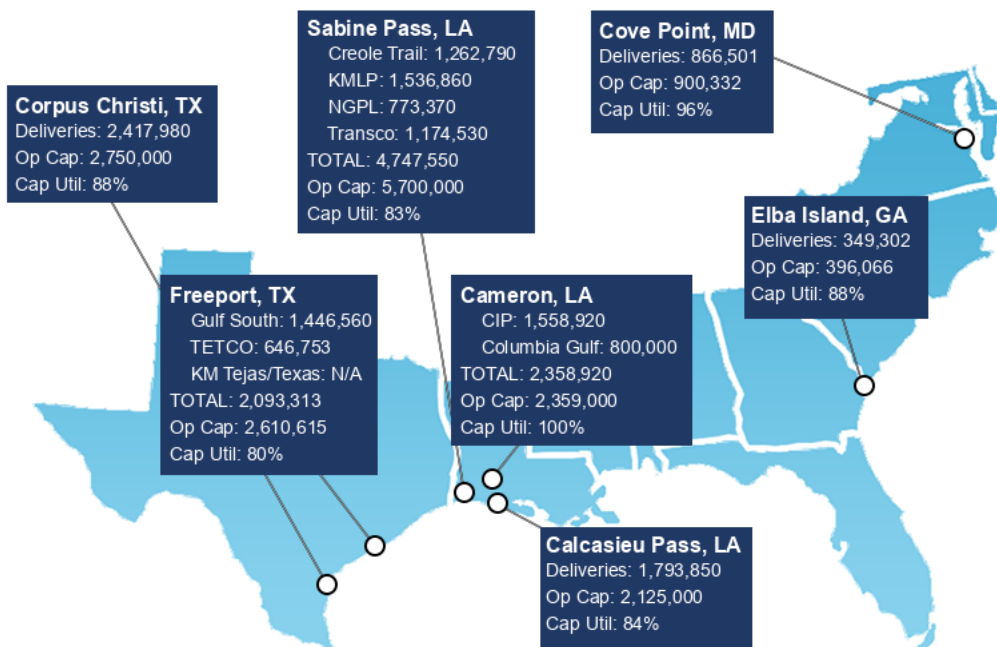 Sabine Pass, LA
Creole Trail: 1,262,790
KMLP: 1,536,860
NGPL: 773,370
Transco: 1,174,530
TOTAL: 4,747,550
Op Cap: 5,700,000
Cap Util: 83%
Cove Point, MD
Deliveries: 866,501
Op Cap: 900,332
Cap Util: 96%
Corpus Christi, TX
Deliveries: 2,417,980
Op Cap: 2,750,000
Cap Util: 88%
Elba Island, GA
Deliveries: 349,302
Op Cap: 396,066
Cap Util: 88%
Freeport, TX
Gulf South: 1,446,560
TETCO: 646,753
KM Tejas/Texas: N/A
TOTAL: 2,093,313
Op Cap: 2,610,615
Cap Util: 80%
Cameron, LA
CIP: 1,558,920
Columbia Gulf: 800,000
TOTAL: 2,358,920
Op Cap: 2,359,000
Cap Util: 100%
Calcasieu Pass, LA
Deliveries: 1,793,850
Op Cap: 2,125,000
Cap Util: 84%